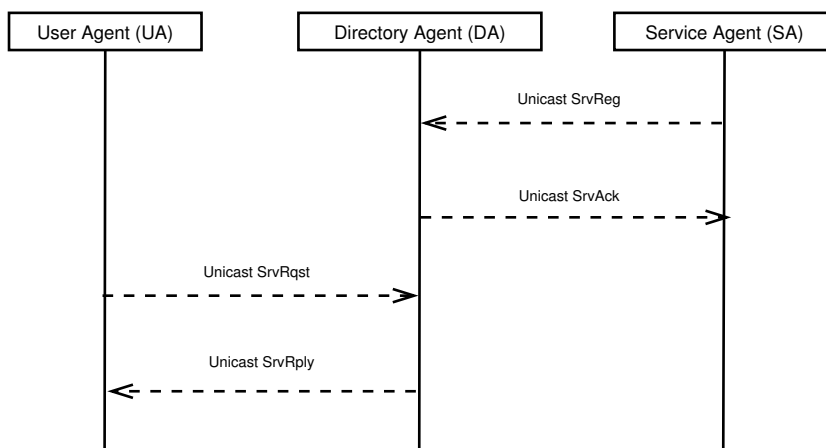 User Agent (UA)
Directory Agent (DA)
Service Agent (SA)
Unicast SrvReg
Unicast SrvAck
Unicast SrvRqst
Unicast SrvRply